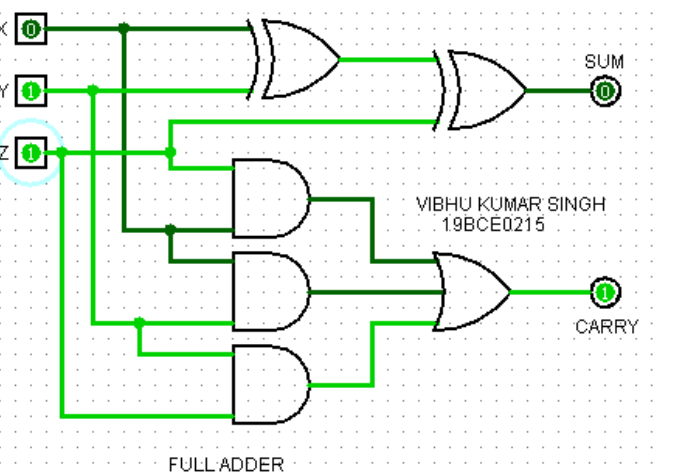 X
0
SUM
Y
1
0
Z
1
VIBHU KUMAR SINGH
19BCE0215
1
CARRY
FULL ADDER